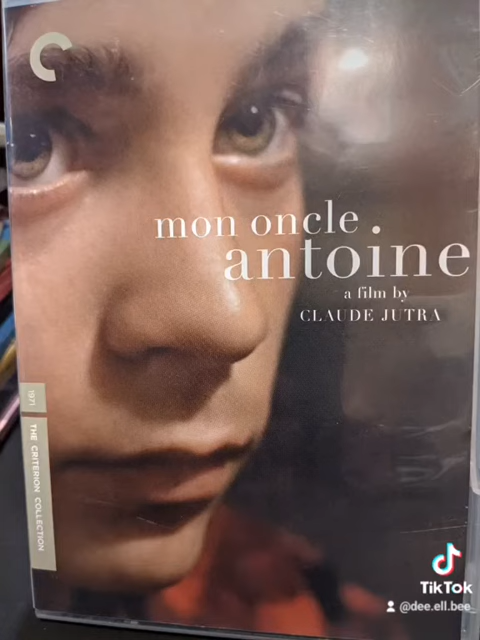 mon oncle
antoine
a film by
CLAUDE JUTRA
1971
THE CRITERION COLLECTION
TikTok
@dee.ell.bee